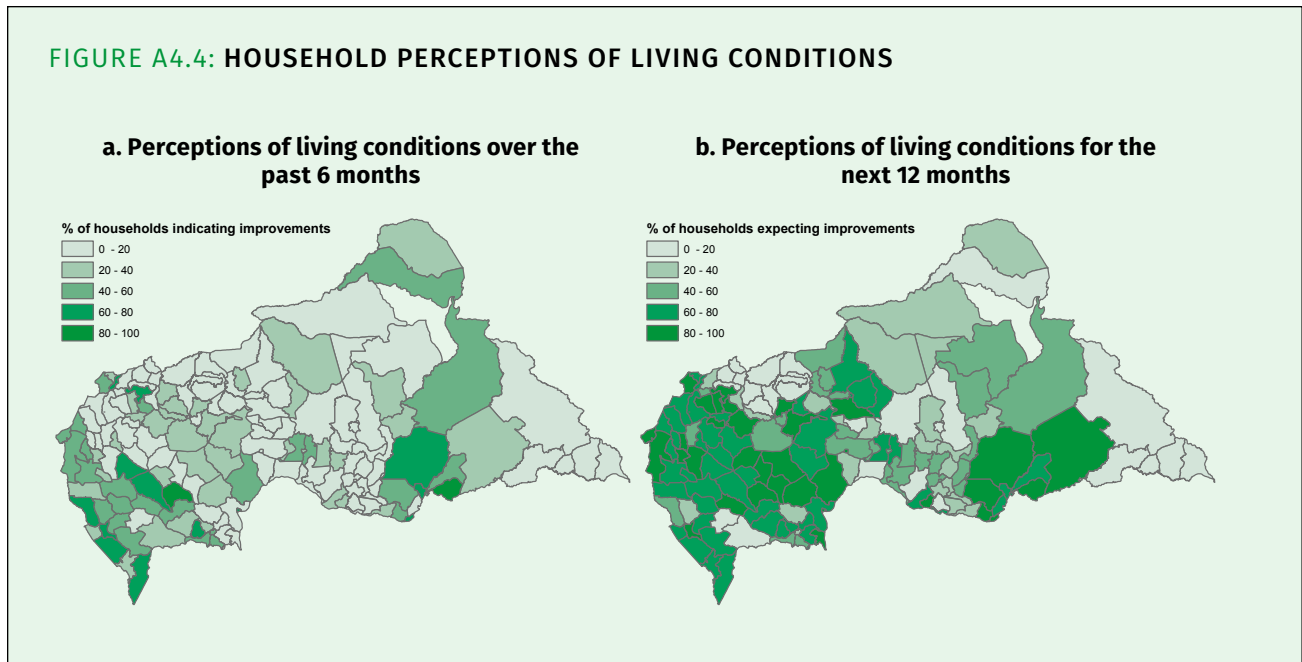 FIGURE A4.4: HOUSEHOLD PERCEPTIONS OF LIVING CONDITIONS
a. Perceptions of living conditions over the
past 6 months
% of households indicating improvements
0 - 20
20 - 40
40 - 60
60 - 80
80 - 100
b. Perceptions of living conditions for the
next 12 months
% of households expecting improvements
0 - 20
20 - 40
40 - 60
60 - 80
80 - 100